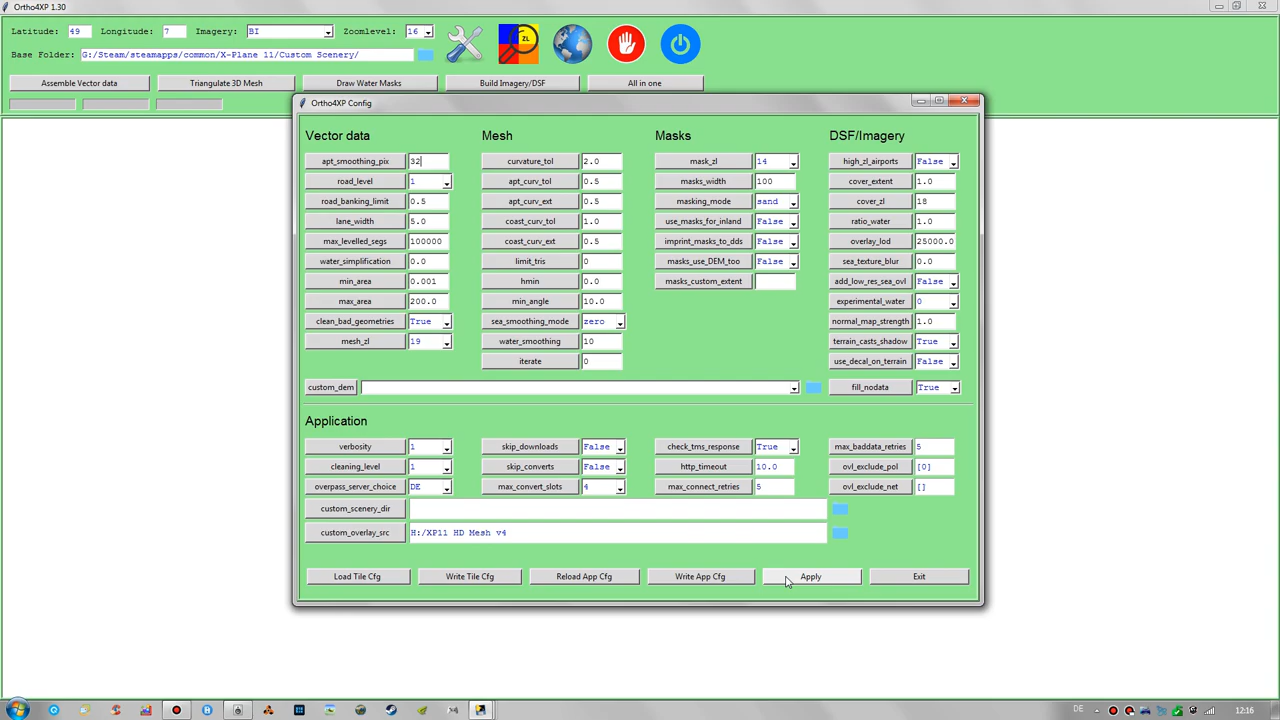 Ortho4XP 1.30
Latitude: 49 Longitude: 7 Imagery: BI Zoomlevel: 16
ZL
Base Folder: G:/Steam/steamapps/common/X-Plane 11/Custom Scenery/
Assemble Vector data Triangulate 3D Mesh Draw Water Masks Build Imagery/DSF All in one
Ortho4XP Config
Vector data Mesh Masks DSF/Imagery
apt_smoothing_pix 32 curvature_tol 2.0 mask_zl 14 high_zl_airports False
road_level 1 apt_curv_tol 0.5 masks_width 100 cover_extent 1.0
road_banking_limit 0.5 apt_curv_ext 0.5 masking_mode sand cover_zl 18
lane_width 5.0 coast_curv_tol 1.0 use_masks_for_inland False ratio_water 1.0
max_levelled_segs 100000 coast_curv_ext 0.5 imprint_masks_to_dds False overlay_lod 25000.0
water_simplification 0.0 limit_tris 0 masks_use_DEM_too False sea_texture_blur 0.0
min_area 0.001 hmin 0.0 masks_custom_extent add_low_res_sea_ovl False
max_area 200.0 min_angle 10.0 experimental_water 0
clean_bad_geometries True sea_smoothing_mode zero normal_map_strength 1.0
mesh_zl 19 water_smoothing 10 terrain_casts_shadow True
iterate 0 use_decal_on_terrain False
custom_dem fill_nodata True
Application
verbosity 1 skip_downloads False check_tms_response True max_baddata_retries 5
cleaning_level 1 skip_converts False http_timeout 10.0 ovl_exclude_pol [0]
overpass_server_choice DE max_convert_slots 4 max_connect_retries 5 ovl_exclude_net []
custom_scenery_dir
custom_overlay_src H:/XP11 HD Mesh v4
Load Tile Cfg Write Tile Cfg Reload App Cfg Write App Cfg Apply Exit
DE 12:16